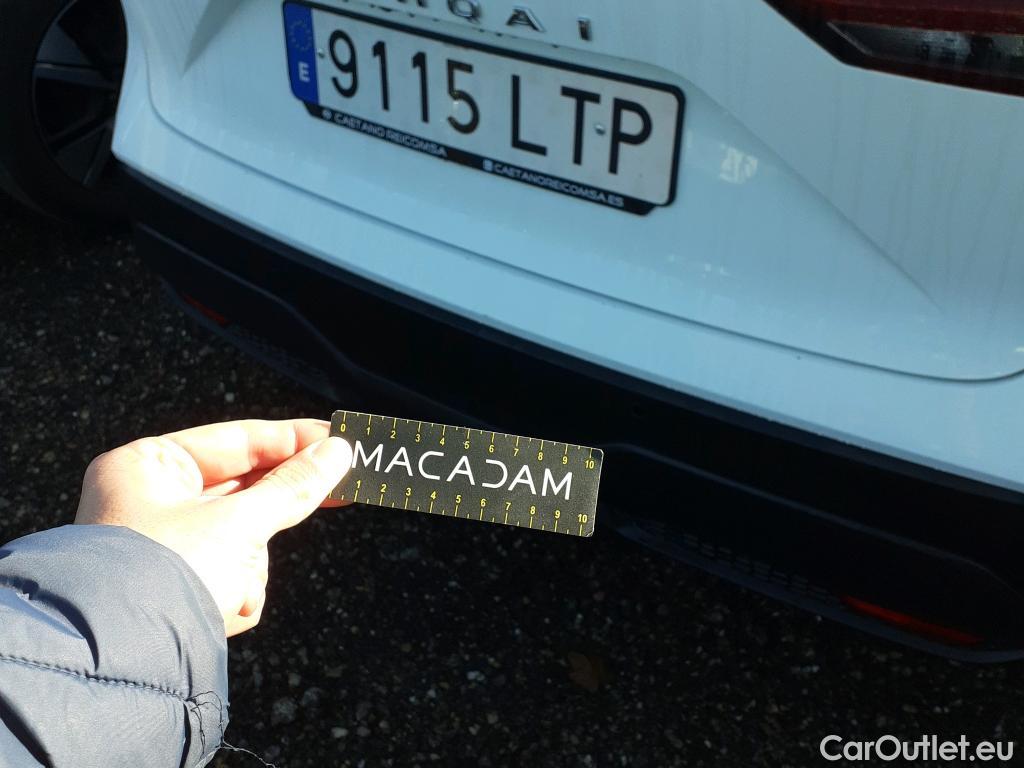 E 9115 LTP
CAETANO REICOMSA CAETANOREICOMSA.ES
0 1 2 3 4 5 6 7 8 9 10
MACADAM
1 2 3 4 5 6 7 8 9 10
CarOutlet.eu